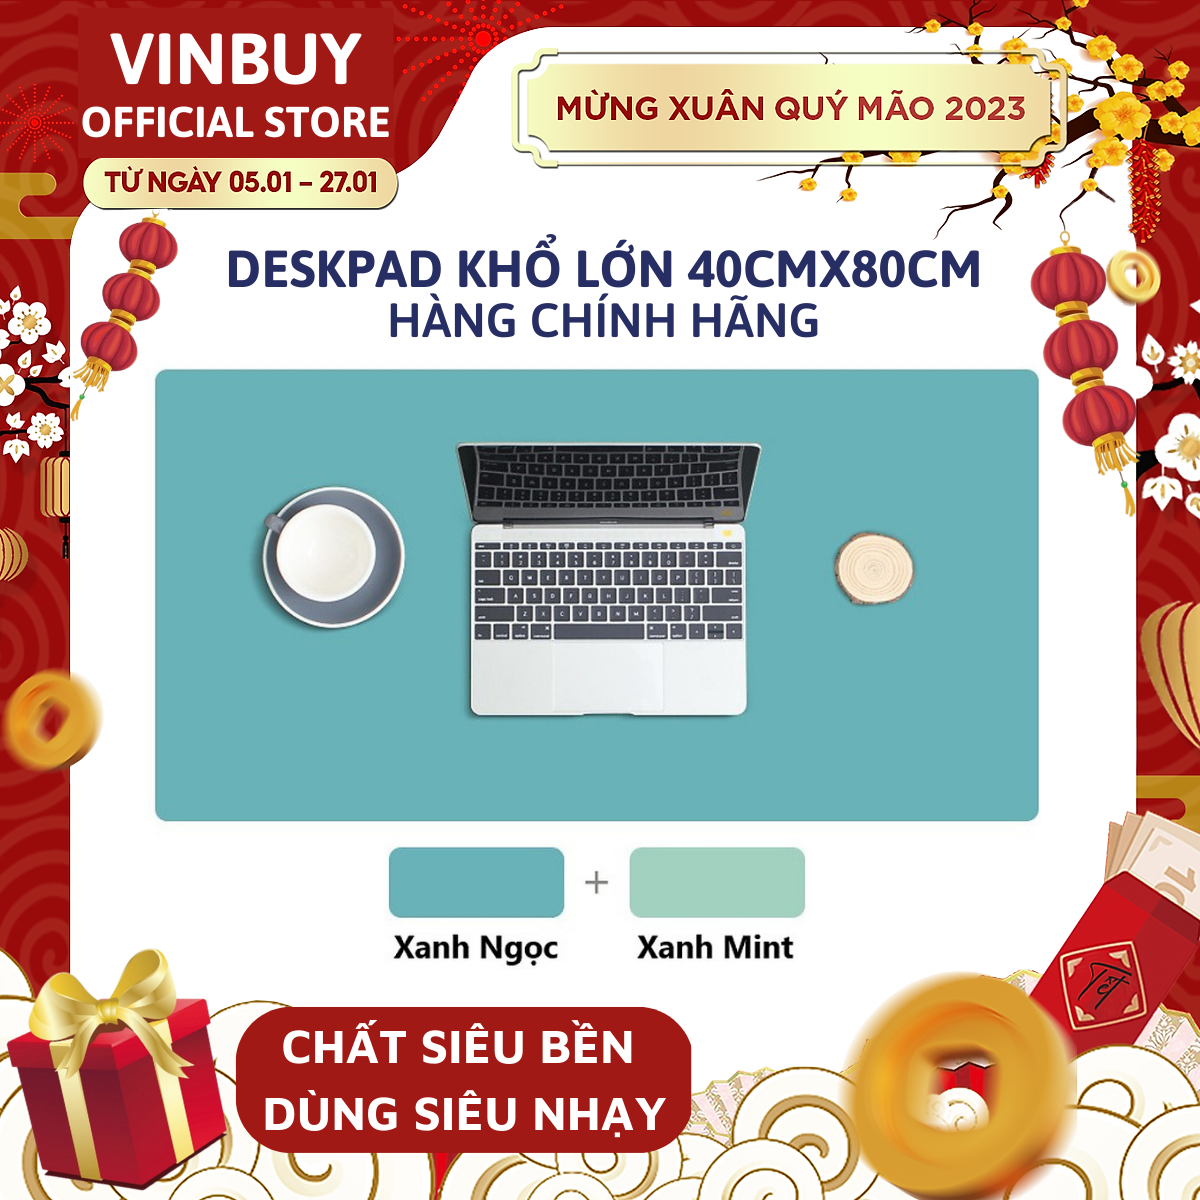 VINBUY
OFFICIAL STORE
TỪ NGÀY 05.01 – 27.01
MỪNG XUÂN QUÝ MÃO 2023
DESKPAD KHỔ LỚN 40CMX80CM
HÀNG CHÍNH HÃNG
+
Xanh Ngọc
Xanh Mint
Tết
CHẤT SIÊU BỀN
DÙNG SIÊU NHẠY